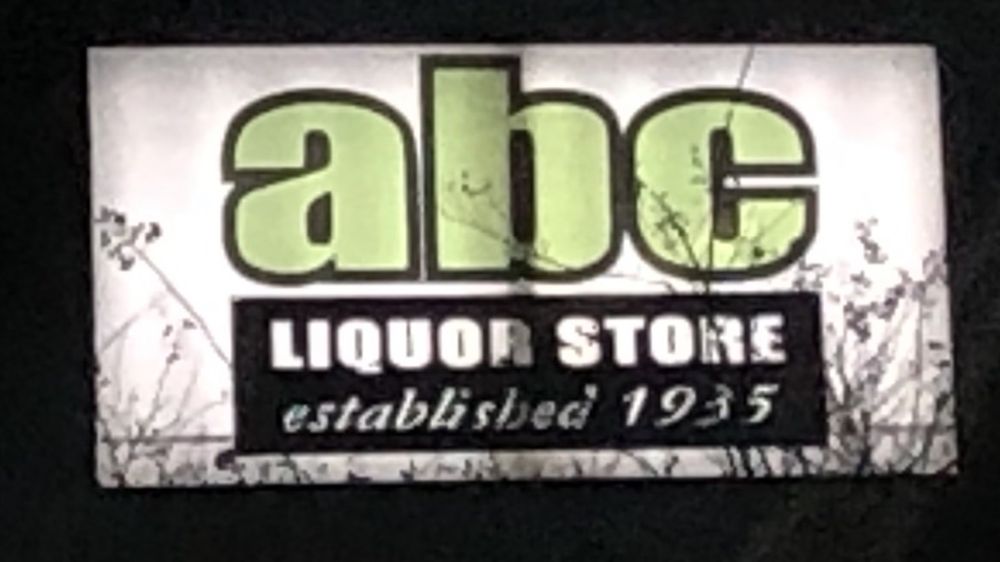 abc
LIQUOR STORE
established 1935